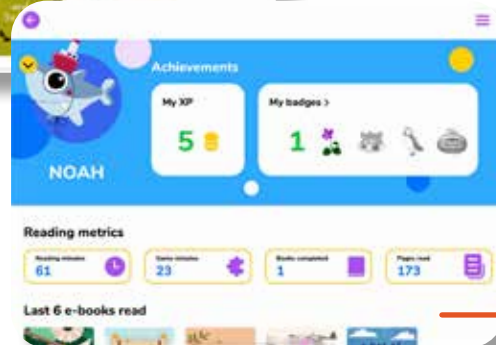 Achievements
My XP
My badges >
5
1
NOAH
Reading metrics
Reading minutes
Game minutes
Books completed
Pages read
61
23
1
173
Last 6 e-books read